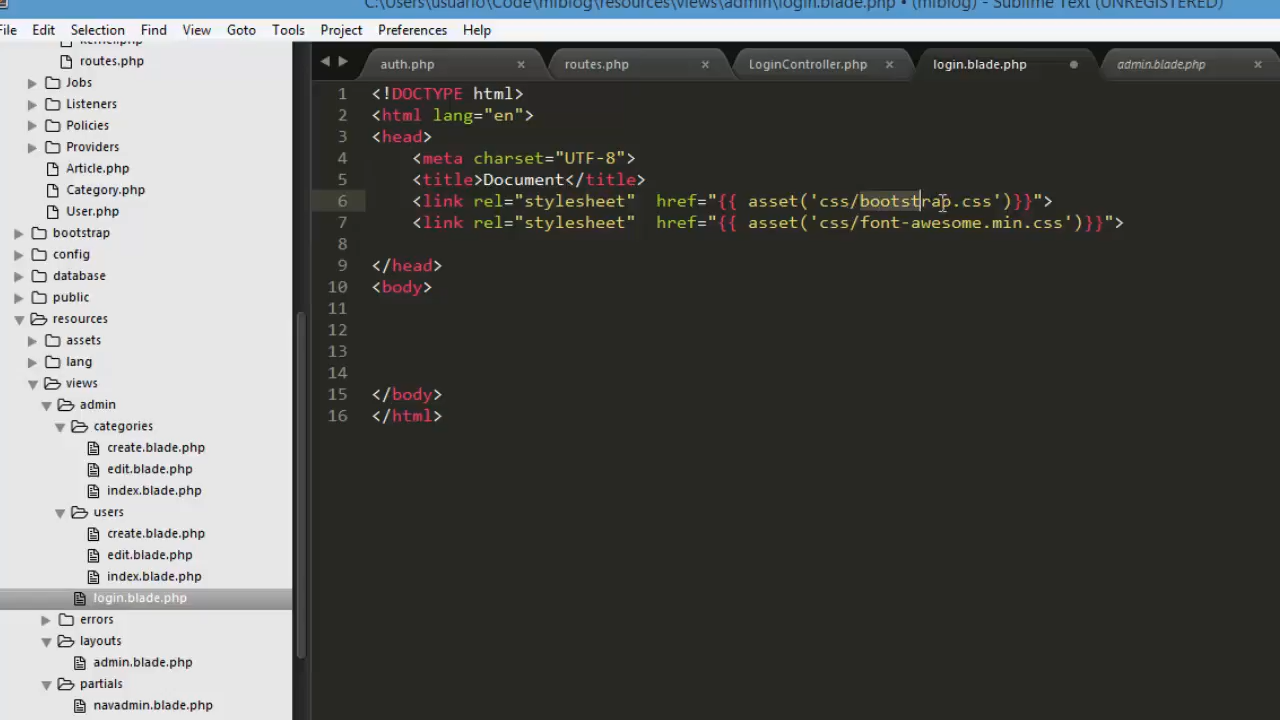 C:\Users\usuario\Code\miblog\resources\views\admin\login.blade.php • (miblog) - Sublime Text (UNREGISTERED)
File Edit Selection Find View Goto Tools Project Preferences Help
auth.php × routes.php × LoginController.php × login.blade.php admin.blade.php ×
kernel.php
routes.php
Jobs
Listeners
Policies
Providers
Article.php
Category.php
User.php
bootstrap
config
database
public
resources
assets
lang
views
admin
categories
create.blade.php
edit.blade.php
index.blade.php
users
create.blade.php
edit.blade.php
index.blade.php
login.blade.php
errors
layouts
admin.blade.php
partials
navadmin.blade.php
1 <!DOCTYPE html>
2 <html lang="en">
3 <head>
4 <meta charset="UTF-8">
5 <title>Document</title>
6 <link rel="stylesheet"  href="{{ asset('css/bootstrap.css')}}">
7 <link rel="stylesheet"  href="{{ asset('css/font-awesome.min.css')}}">
8
9 </head>
10 <body>
11
12
13
14
15 </body>
16 </html>